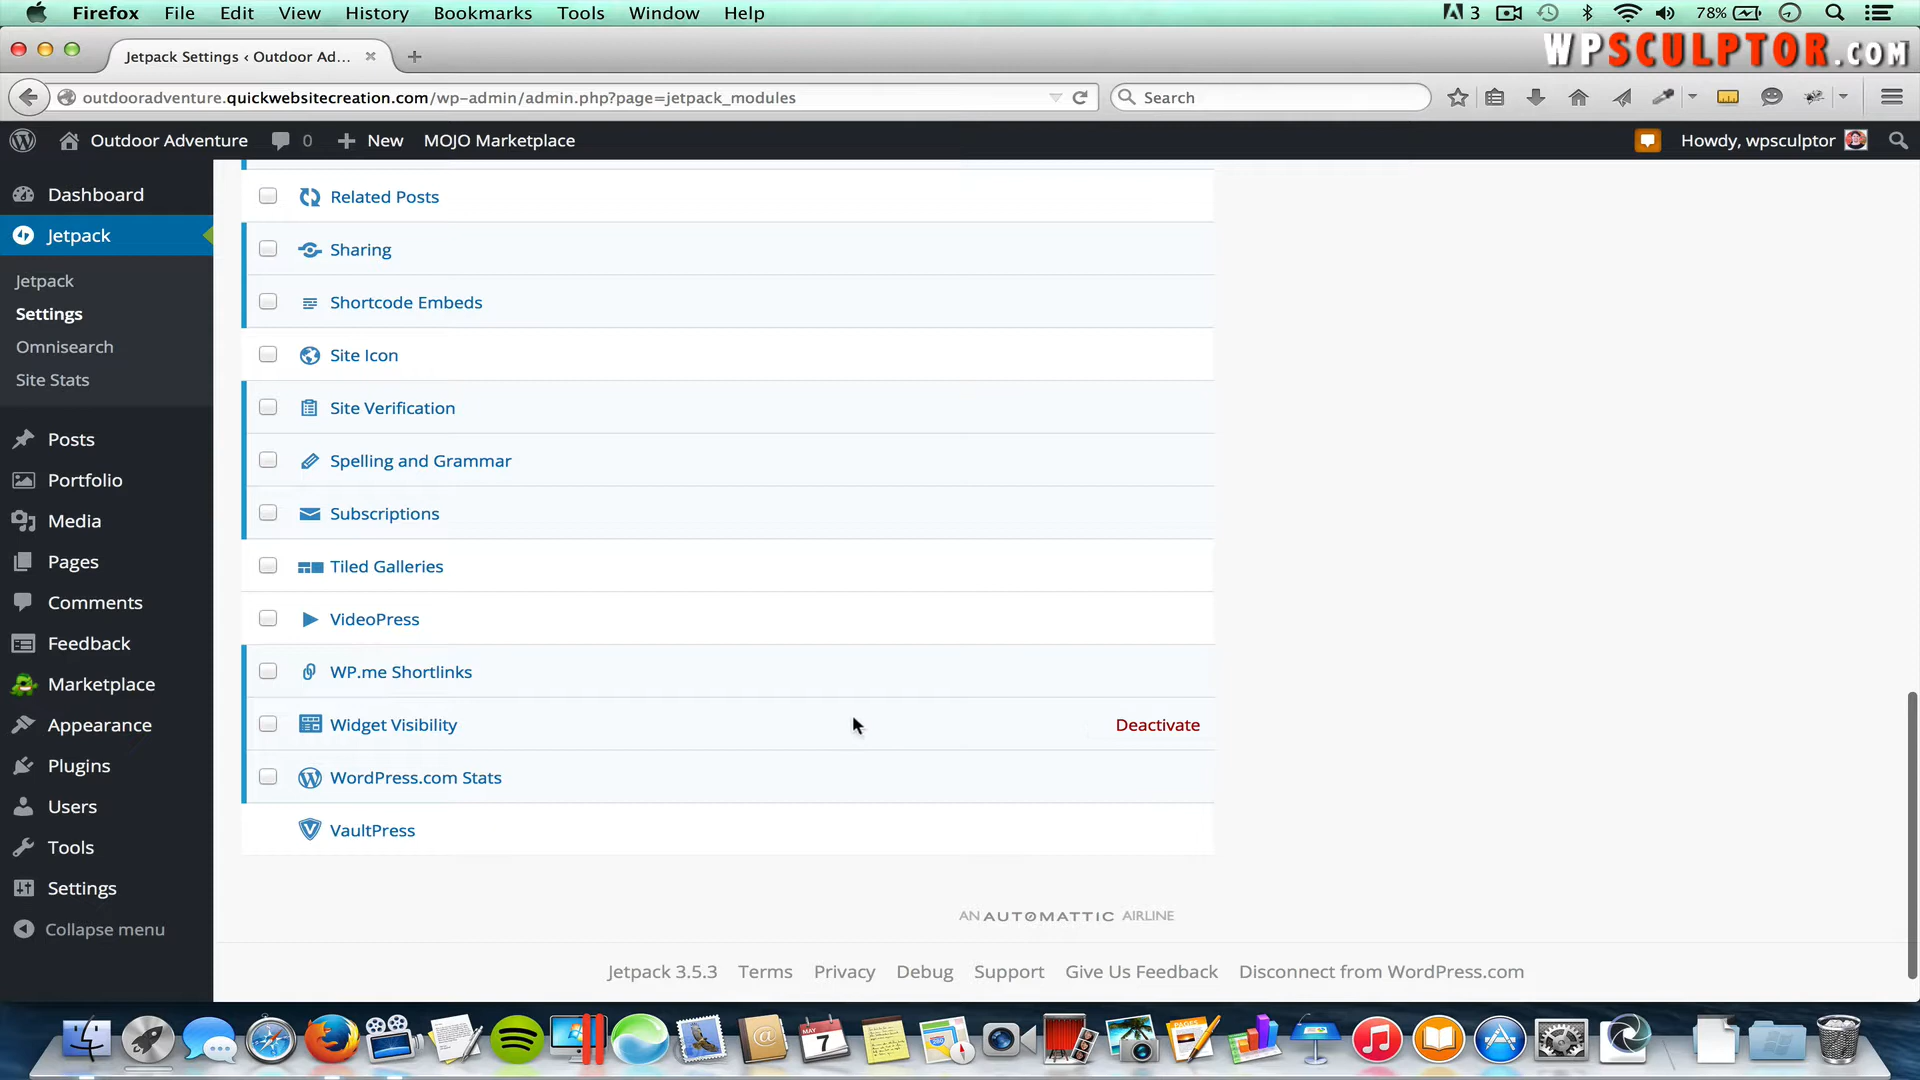 Firefox File Edit View History Bookmarks Tools Window Help 3 78%
Jetpack Settings ‹ Outdoor Ad...
WPSCULPTOR.COM
outdooradventure.quickwebsitecreation.com/wp-admin/admin.php?page=jetpack_modules
Search
Outdoor Adventure 0 New MOJO Marketplace Howdy, wpsculptor
Dashboard
Jetpack
Jetpack
Settings
Omnisearch
Site Stats
Posts
Portfolio
Media
Pages
Comments
Feedback
Marketplace
Appearance
Plugins
Users
Tools
Settings
Collapse menu
Related Posts
Sharing
Shortcode Embeds
Site Icon
Site Verification
Spelling and Grammar
Subscriptions
Tiled Galleries
VideoPress
WP.me Shortlinks
Widget Visibility Deactivate
WordPress.com Stats
VaultPress
AN AUTOMATTIC AIRLINE
Jetpack 3.5.3 Terms Privacy Debug Support Give Us Feedback Disconnect from WordPress.com
MAY
7